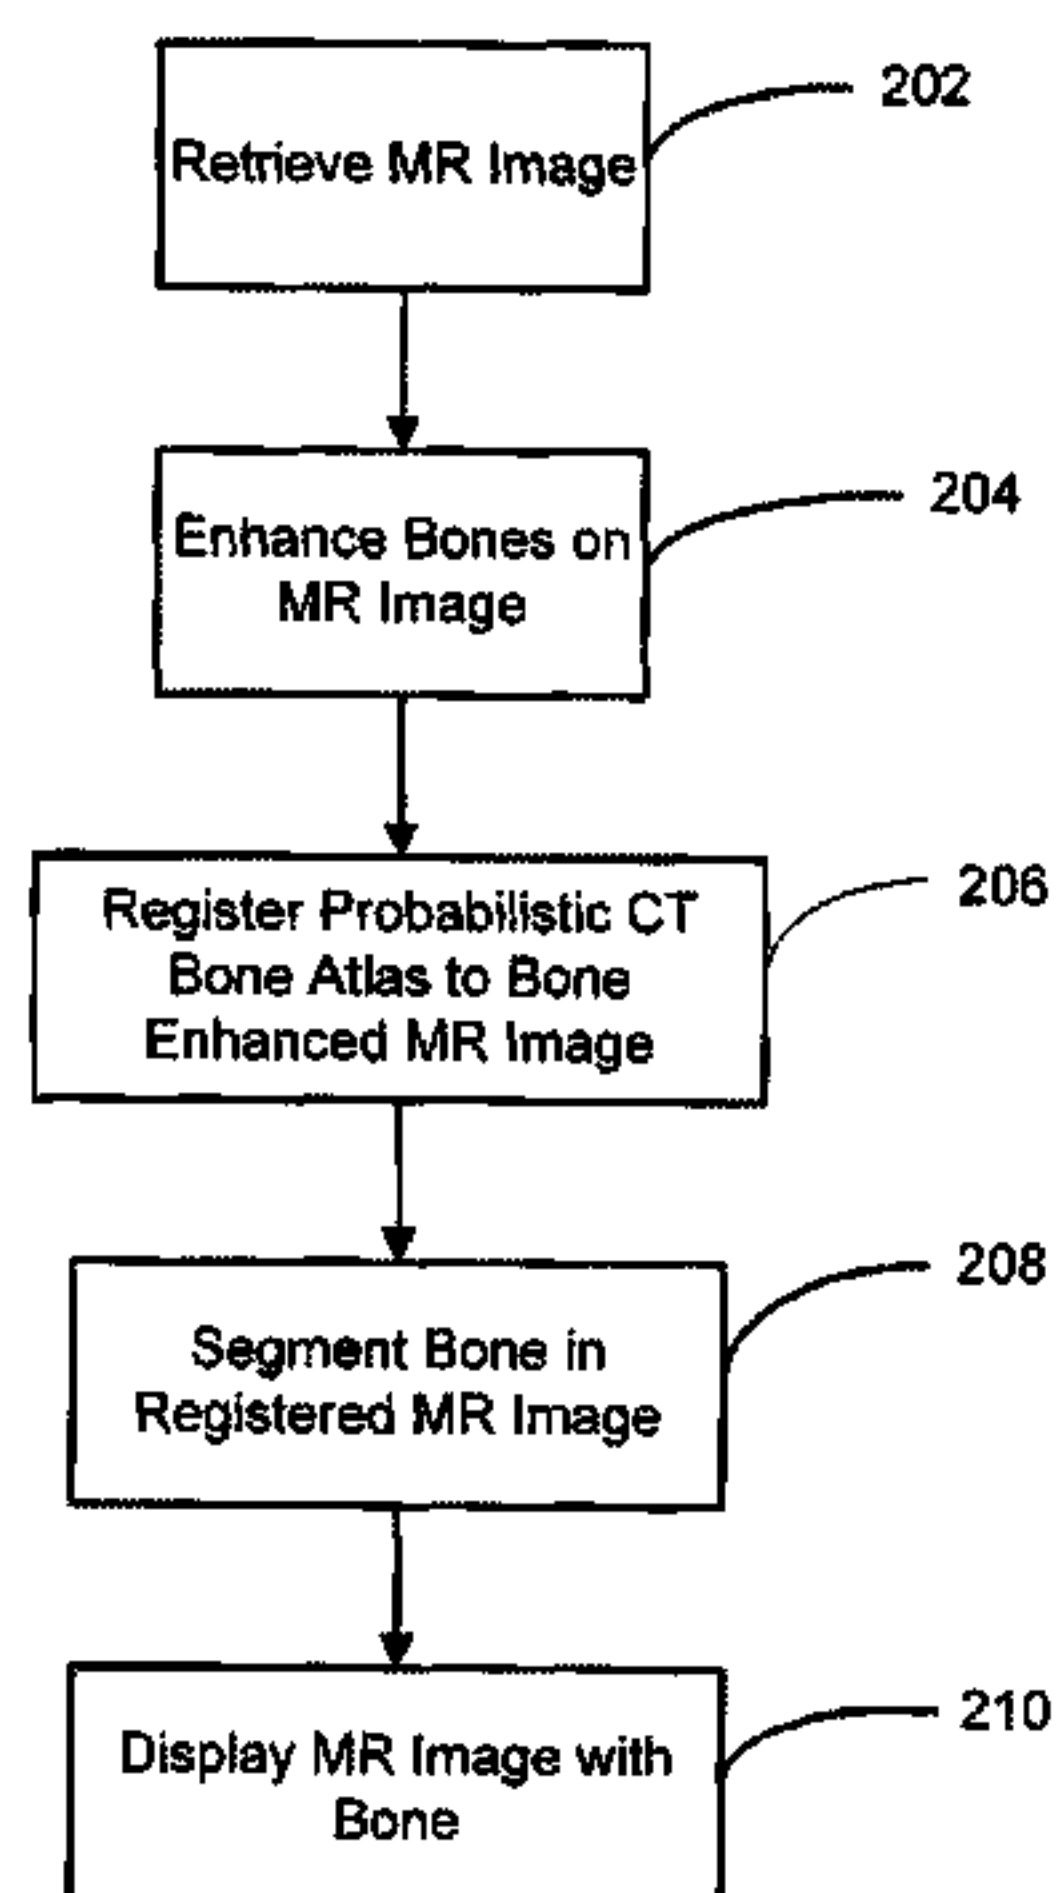 202
Retrieve MR Image
204
Enhance Bones on
MR Image
206
Register Probabilistic CT
Bone Atlas to Bone
Enhanced MR Image
208
Segment Bone in
Registered MR Image
210
Display MR Image with
Bone